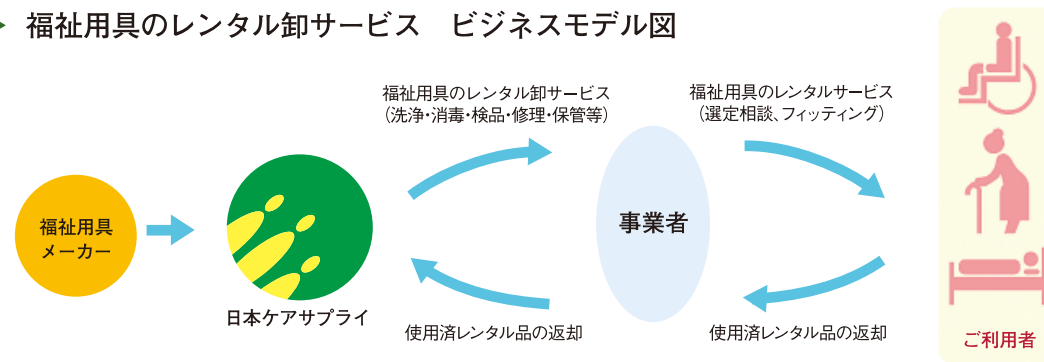 福祉用具のレンタル卸サービス　ビジネスモデル図
福祉用具のレンタル卸サービス
（洗浄・消毒・検品・修理・保管等）
福祉用具のレンタルサービス
（選定相談、フィッティング）
福祉用具
メーカー
日本ケアサプライ
事業者
使用済レンタル品の返却
使用済レンタル品の返却
ご利用者